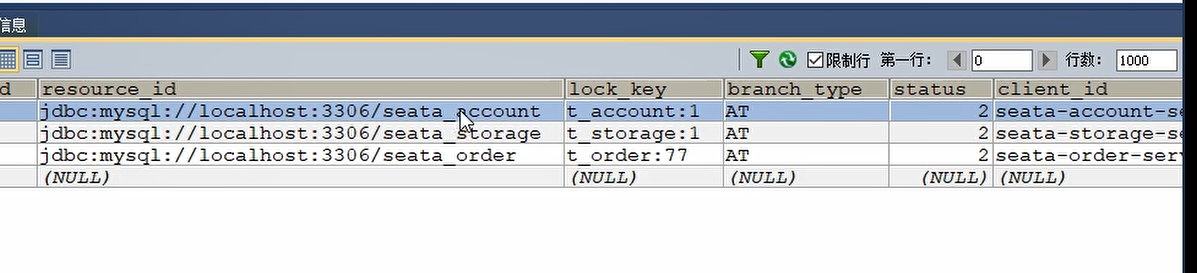 信息
限制行 第一行: 0 行数: 1000
d resource_id lock_key branch_type status client_id
jdbc:mysql://localhost:3306/seata_account t_account:1 AT 2 seata-account-se
jdbc:mysql://localhost:3306/seata_storage t_storage:1 AT 2 seata-storage-se
jdbc:mysql://localhost:3306/seata_order t_order:77 AT 2 seata-order-serv
(NULL) (NULL) (NULL) (NULL) (NULL)